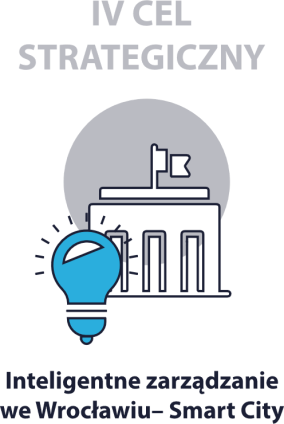 IV CEL
STRATEGICZNY
Inteligentne zarządzanie
we Wrocławiu– Smart City